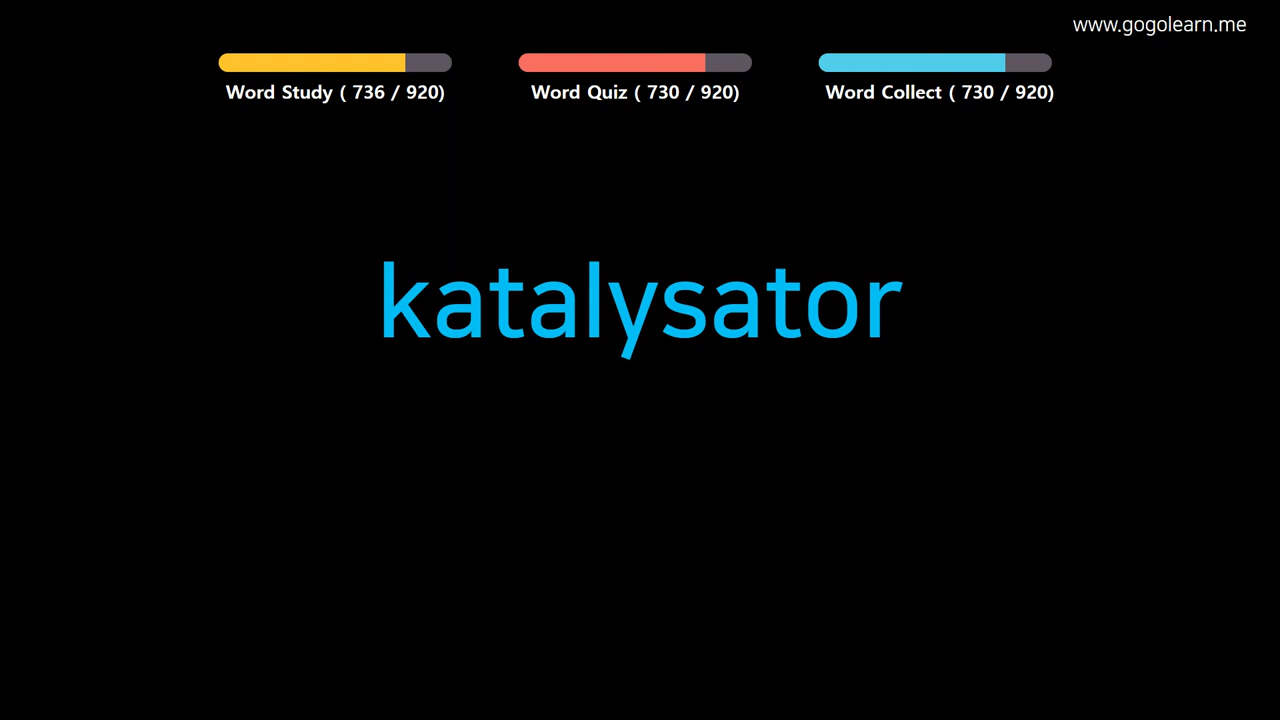 www.gogolearn.me
Word Study ( 736 / 920)
Word Quiz ( 730 / 920)
Word Collect ( 730 / 920)
katalysator